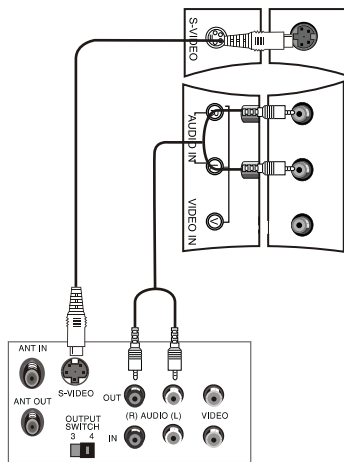 S-VIDEO
AUDIO IN
VIDEO IN
V
ANT IN
S-VIDEO
ANT OUT
OUTPUT
SWITCH
3 4
OUT
(R) AUDIO (L) VIDEO
IN